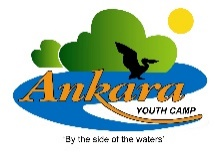 Ankara
YOUTH CAMP
'By the side of the waters'